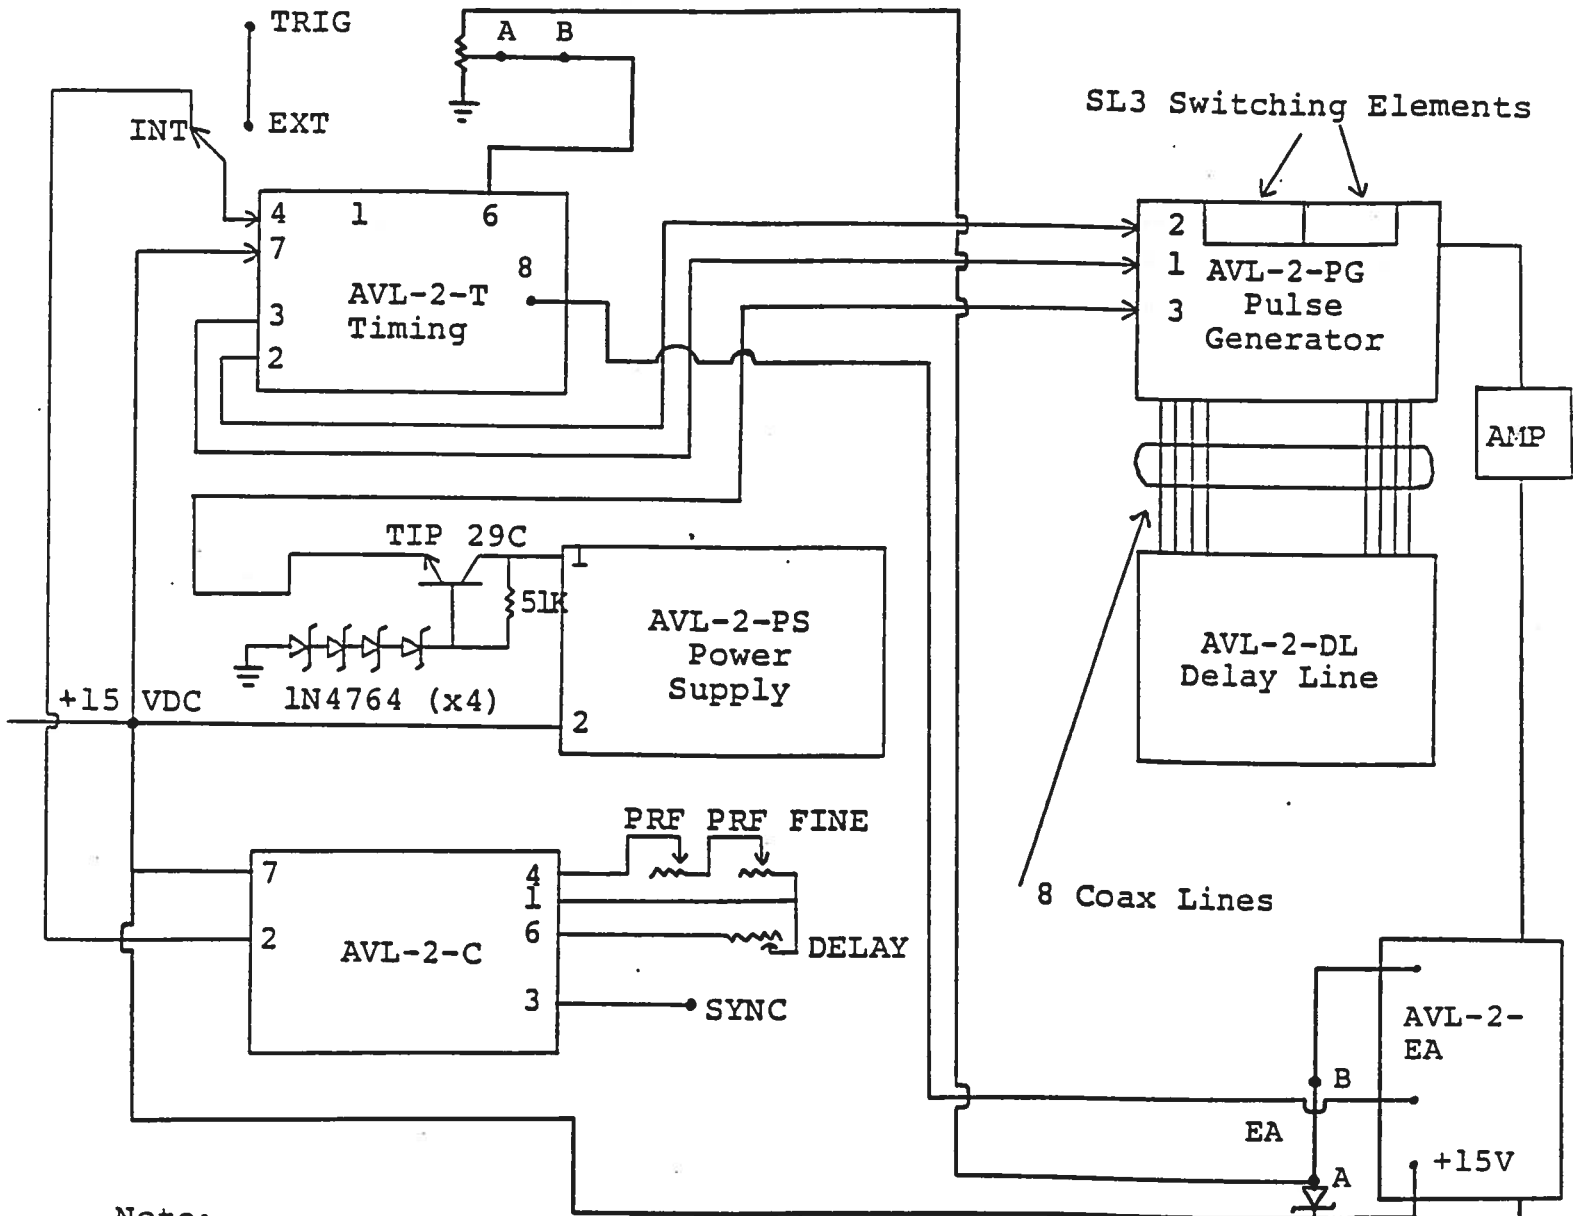 TRIG
A B
EXT
INT
SL3 Switching Elements
4 1 6
7
8
AVL-2-T
Timing
3
2
2
1
3
AVL-2-PG
Pulse
Generator
AMP
TIP 29C
1
51K
AVL-2-PS
Power
Supply
2
1N4764 (x4)
+15 VDC
AVL-2-DL
Delay Line
8 Coax Lines
PRF PRF FINE
7
2
4
1
6
3
AVL-2-C
DELAY
SYNC
AVL-2-
EA
B
EA
A
+15V
Note: